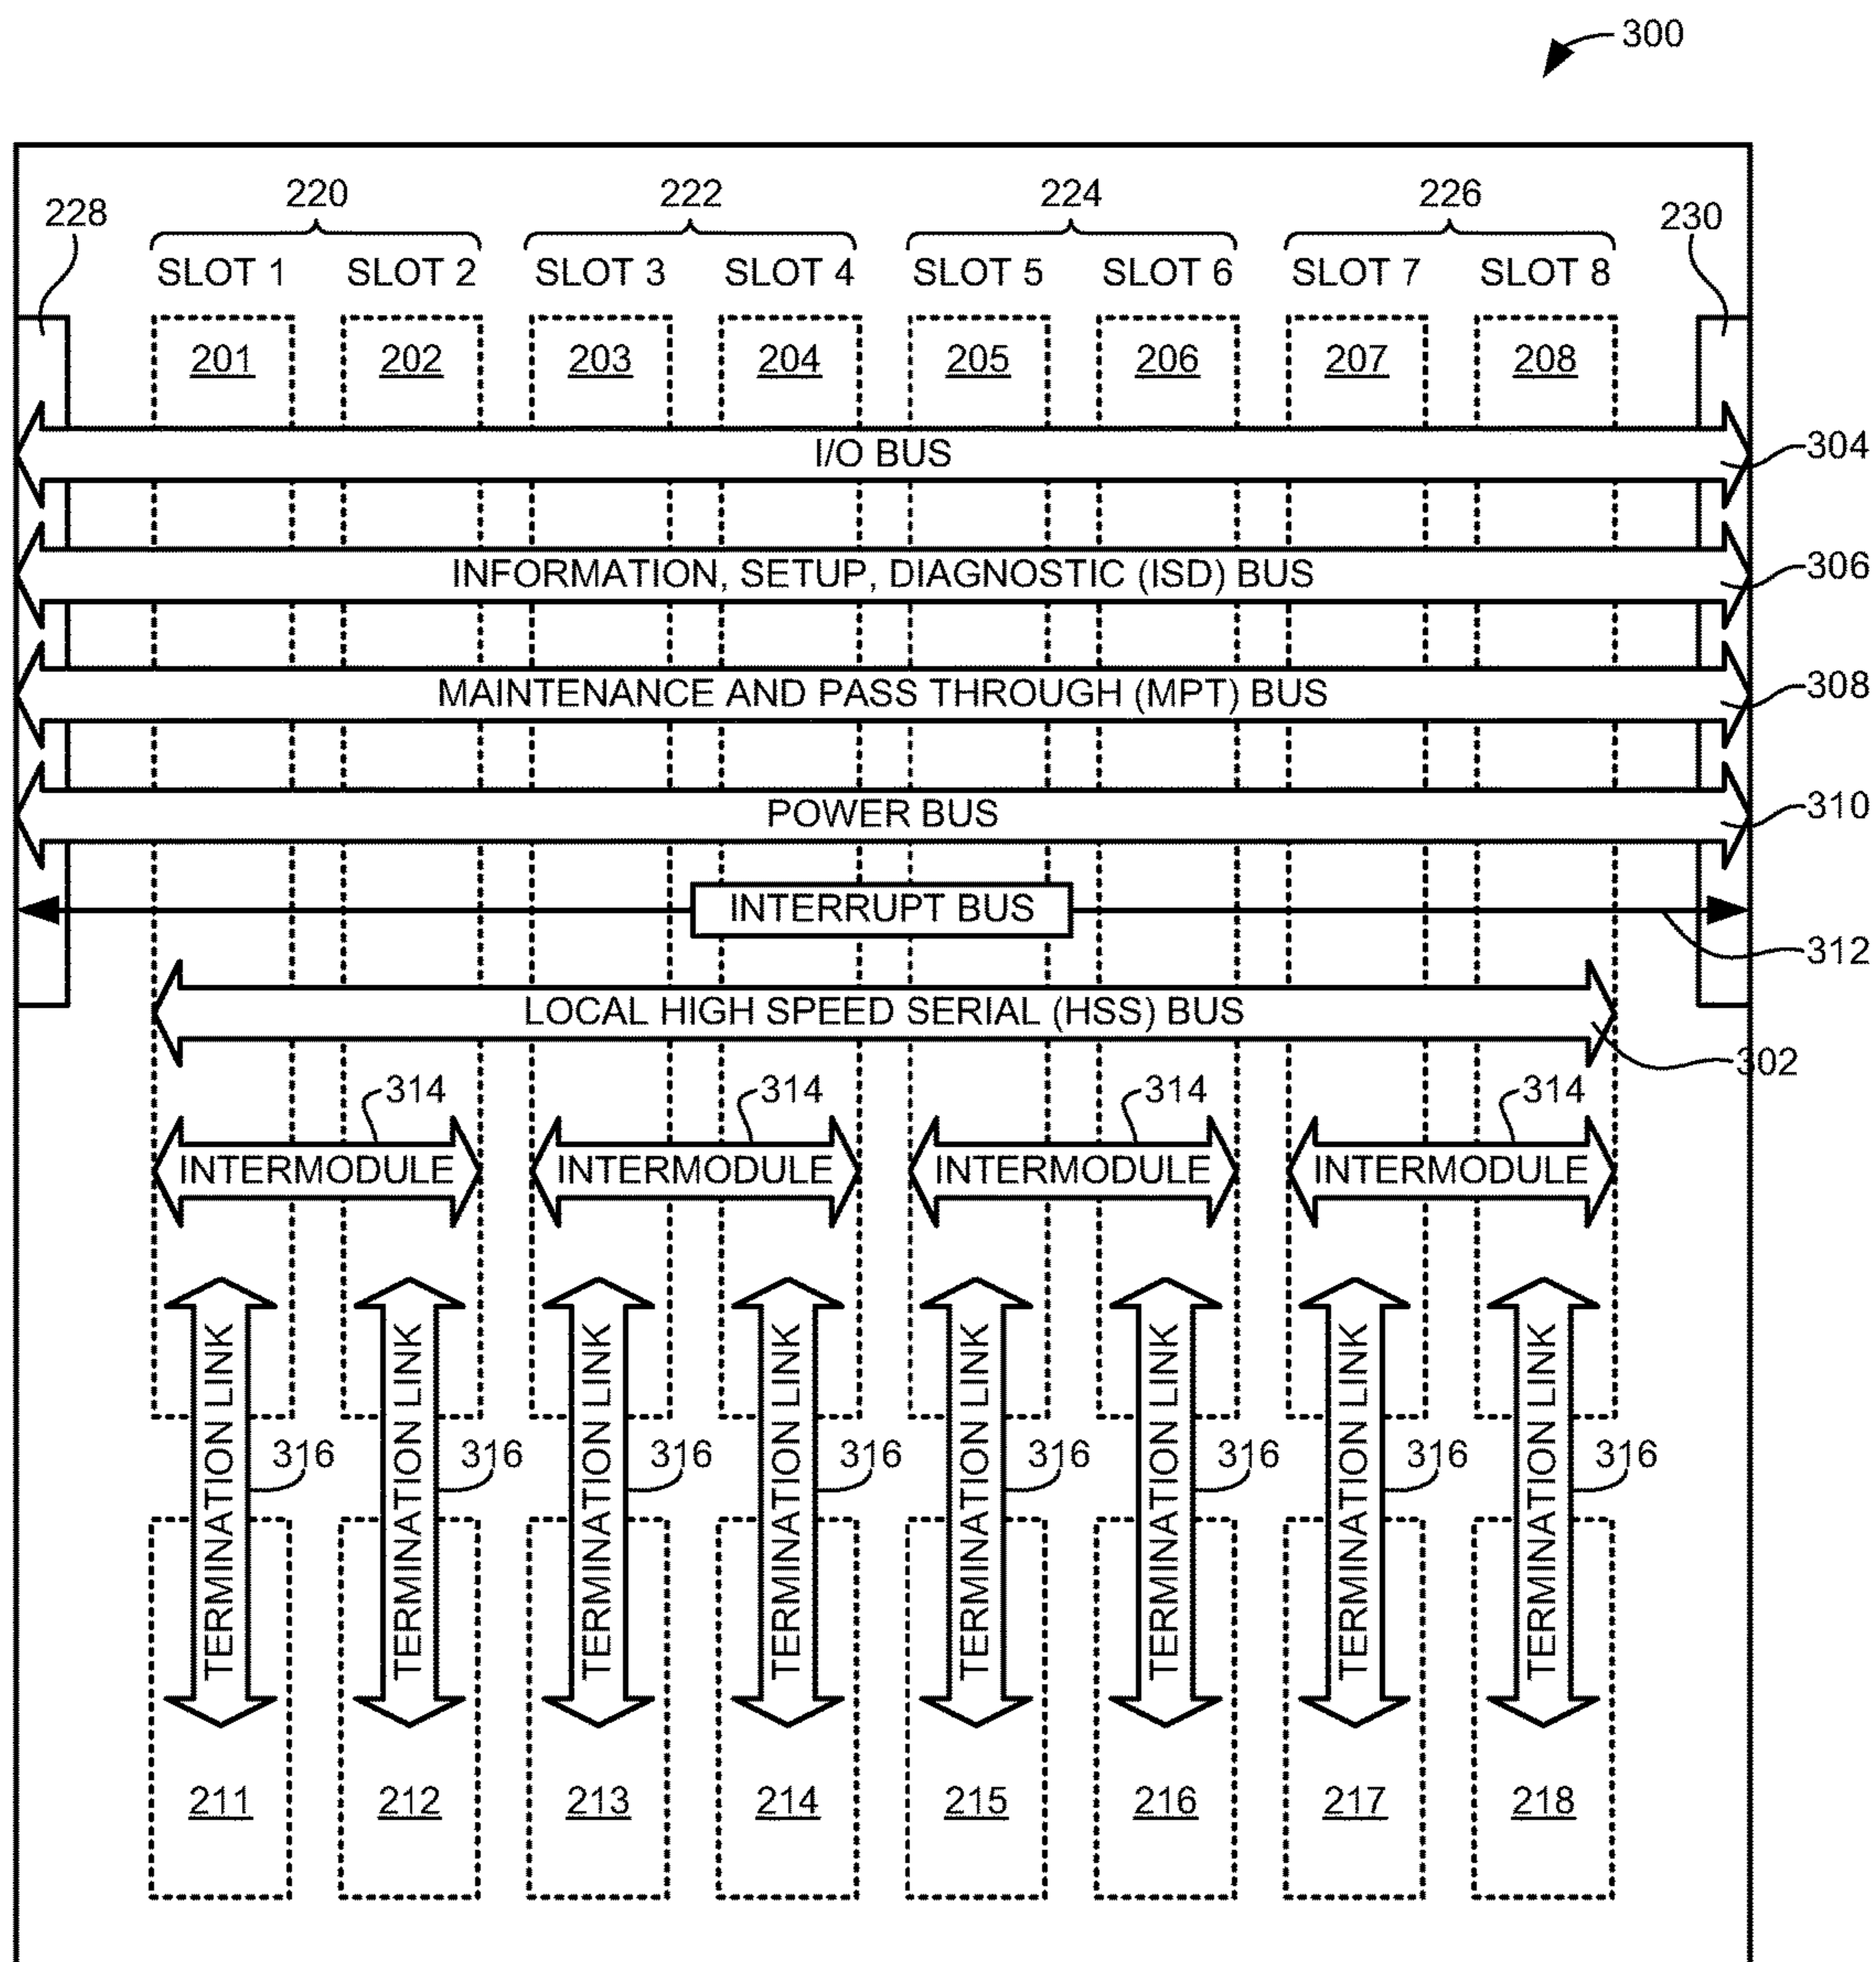 300
220 222 224 226
228 230
SLOT 1 SLOT 2 SLOT 3 SLOT 4 SLOT 5 SLOT 6 SLOT 7 SLOT 8
201 202 203 204 205 206 207 208
I/O BUS 304
INFORMATION, SETUP, DIAGNOSTIC (ISD) BUS 306
MAINTENANCE AND PASS THROUGH (MPT) BUS 308
POWER BUS 310
INTERRUPT BUS
312
LOCAL HIGH SPEED SERIAL (HSS) BUS
302
314 314 314 314
INTERMODULE INTERMODULE INTERMODULE INTERMODULE
TERMINATION LINK
TERMINATION LINK
TERMINATION LINK
TERMINATION LINK
TERMINATION LINK
TERMINATION LINK
TERMINATION LINK
TERMINATION LINK
316 316 316 316 316 316 316 316
211 212 213 214 215 216 217 218